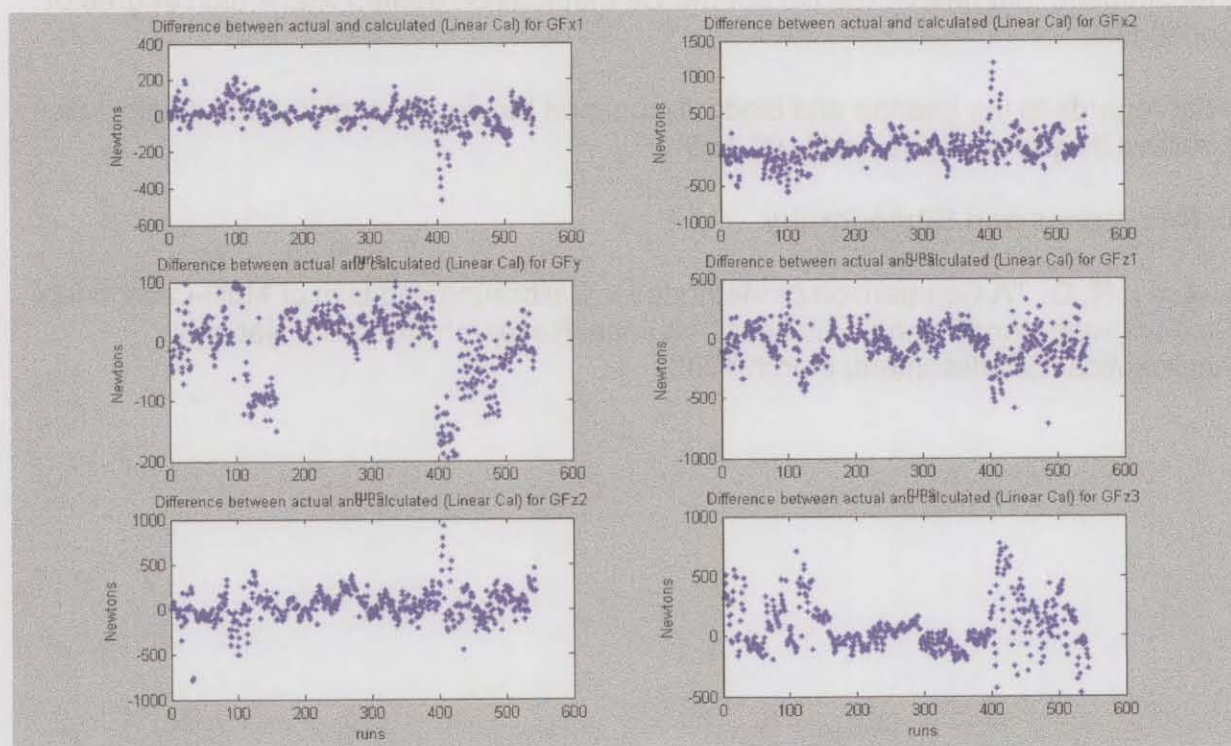 Difference between actual and calculated (Linear Cal) for GFx1
400
200
0
-200
-400
-600
Newtons
0 100 200 300 400 500 600
runs
Difference between actual and calculated (Linear Cal) for GFx2
1500
1000
500
0
-500
-1000
Newtons
0 100 200 300 400 500 600
runs
Difference between actual and calculated (Linear Cal) for GFy
100
0
-100
-200
Newtons
0 100 200 300 400 500 600
runs
Difference between actual and calculated (Linear Cal) for GFz1
500
0
-500
-1000
Newtons
0 100 200 300 400 500 600
runs
Difference between actual and calculated (Linear Cal) for GFz2
1000
500
0
-500
-1000
Newtons
0 100 200 300 400 500 600
runs
Difference between actual and calculated (Linear Cal) for GFz3
1000
500
0
-500
Newtons
0 100 200 300 400 500 600
runs